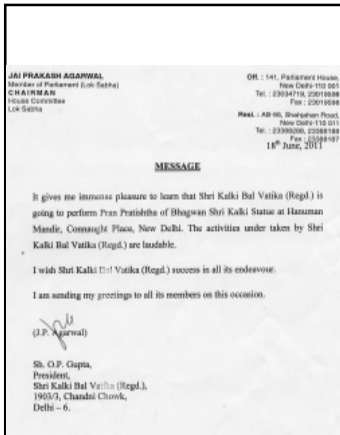 JAI PRAKASH AGARWAL
Member of Parliament (Lok Sabha)
CHAIRMAN
House Committee
Lok Sabha
Off. : 141, Parliament House,
New Delhi-110 001
Tel. : 23034719, 23019598
Fax : 23019598
Resi. : AB-96, Shahjahan Road,
New Delhi-110 011
Tel. :
Fax :
18th June, 2011
MESSAGE
It gives me immense pleasure to learn that Shri Kalki Bal Vatika (Regd.) is
going to perform Pran Pratishtha of Bhagwan Shri Kalki Statue at Hanuman
Mandir, Connaught Place, New Delhi. The activities under taken by Shri
Kalki Bal Vatika (Regd.) are laudable.
I wish Shri Kalki Bal Vatika (Regd.) success in all its endeavour.
I am sending my greetings to all its members on this occasion.
(J.P. Agarwal)
Sh. O.P. Gupta,
President,
Shri Kalki Bal Vatika (Regd.),
1903/3, Chandni Chowk,
Delhi – 6.